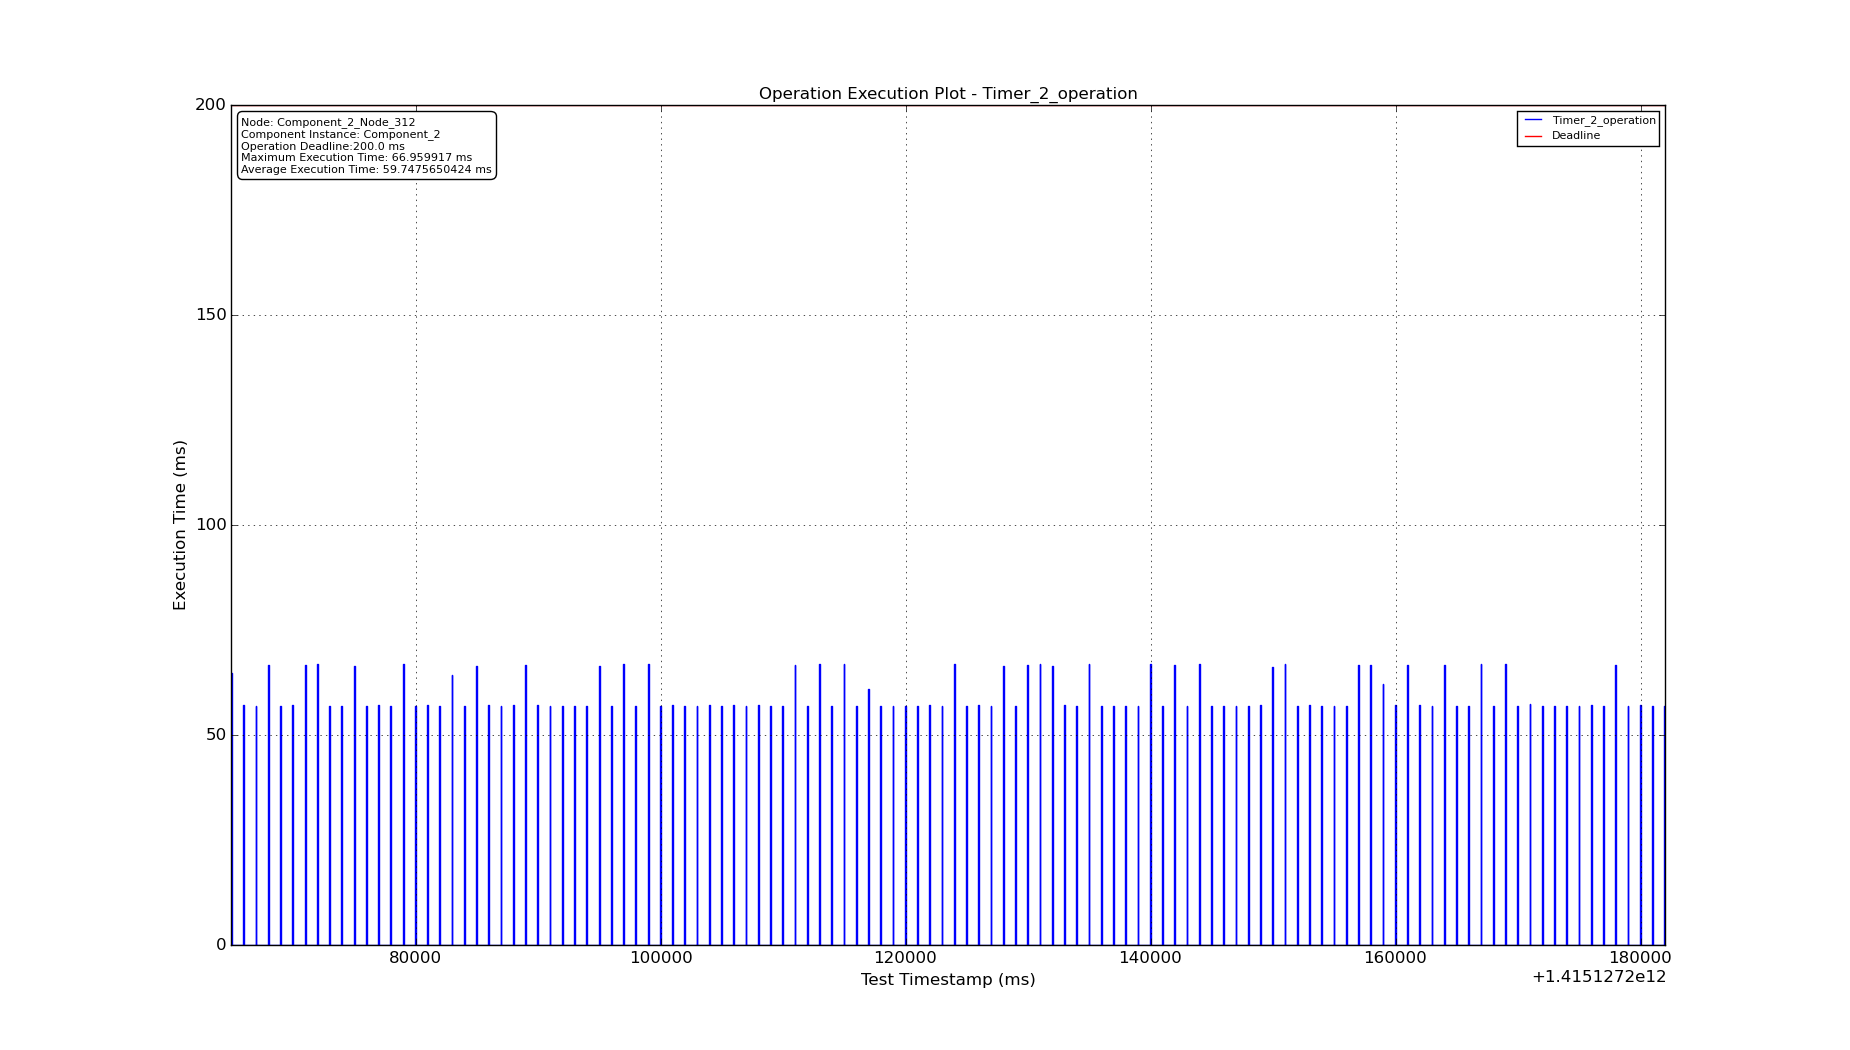 Operation Execution Plot - Timer_2_operation
200
Node: Component_2_Node_312
Component Instance: Component_2
Operation Deadline:200.0 ms
Maximum Execution Time: 66.959917 ms
Average Execution Time: 59.7475650424 ms
Timer_2_operation
Deadline
150
100
50
0
Execution Time (ms)
80000 100000 120000 140000 160000 180000
Test Timestamp (ms)
+1.4151272e12